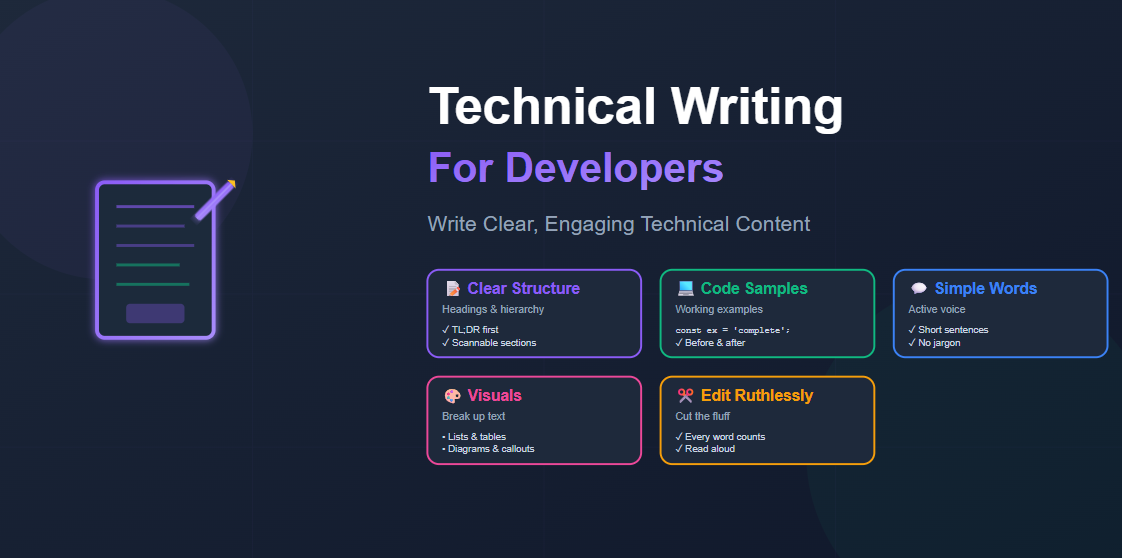 Technical Writing
For Developers
Write Clear, Engaging Technical Content
📝 Clear Structure
Headings & hierarchy
✓ TL;DR first
✓ Scannable sections
💻 Code Samples
Working examples
const ex = 'complete';
✓ Before & after
💬 Simple Words
Active voice
✓ Short sentences
✓ No jargon
🎨 Visuals
Break up text
• Lists & tables
• Diagrams & callouts
✂️ Edit Ruthlessly
Cut the fluff
✓ Every word counts
✓ Read aloud